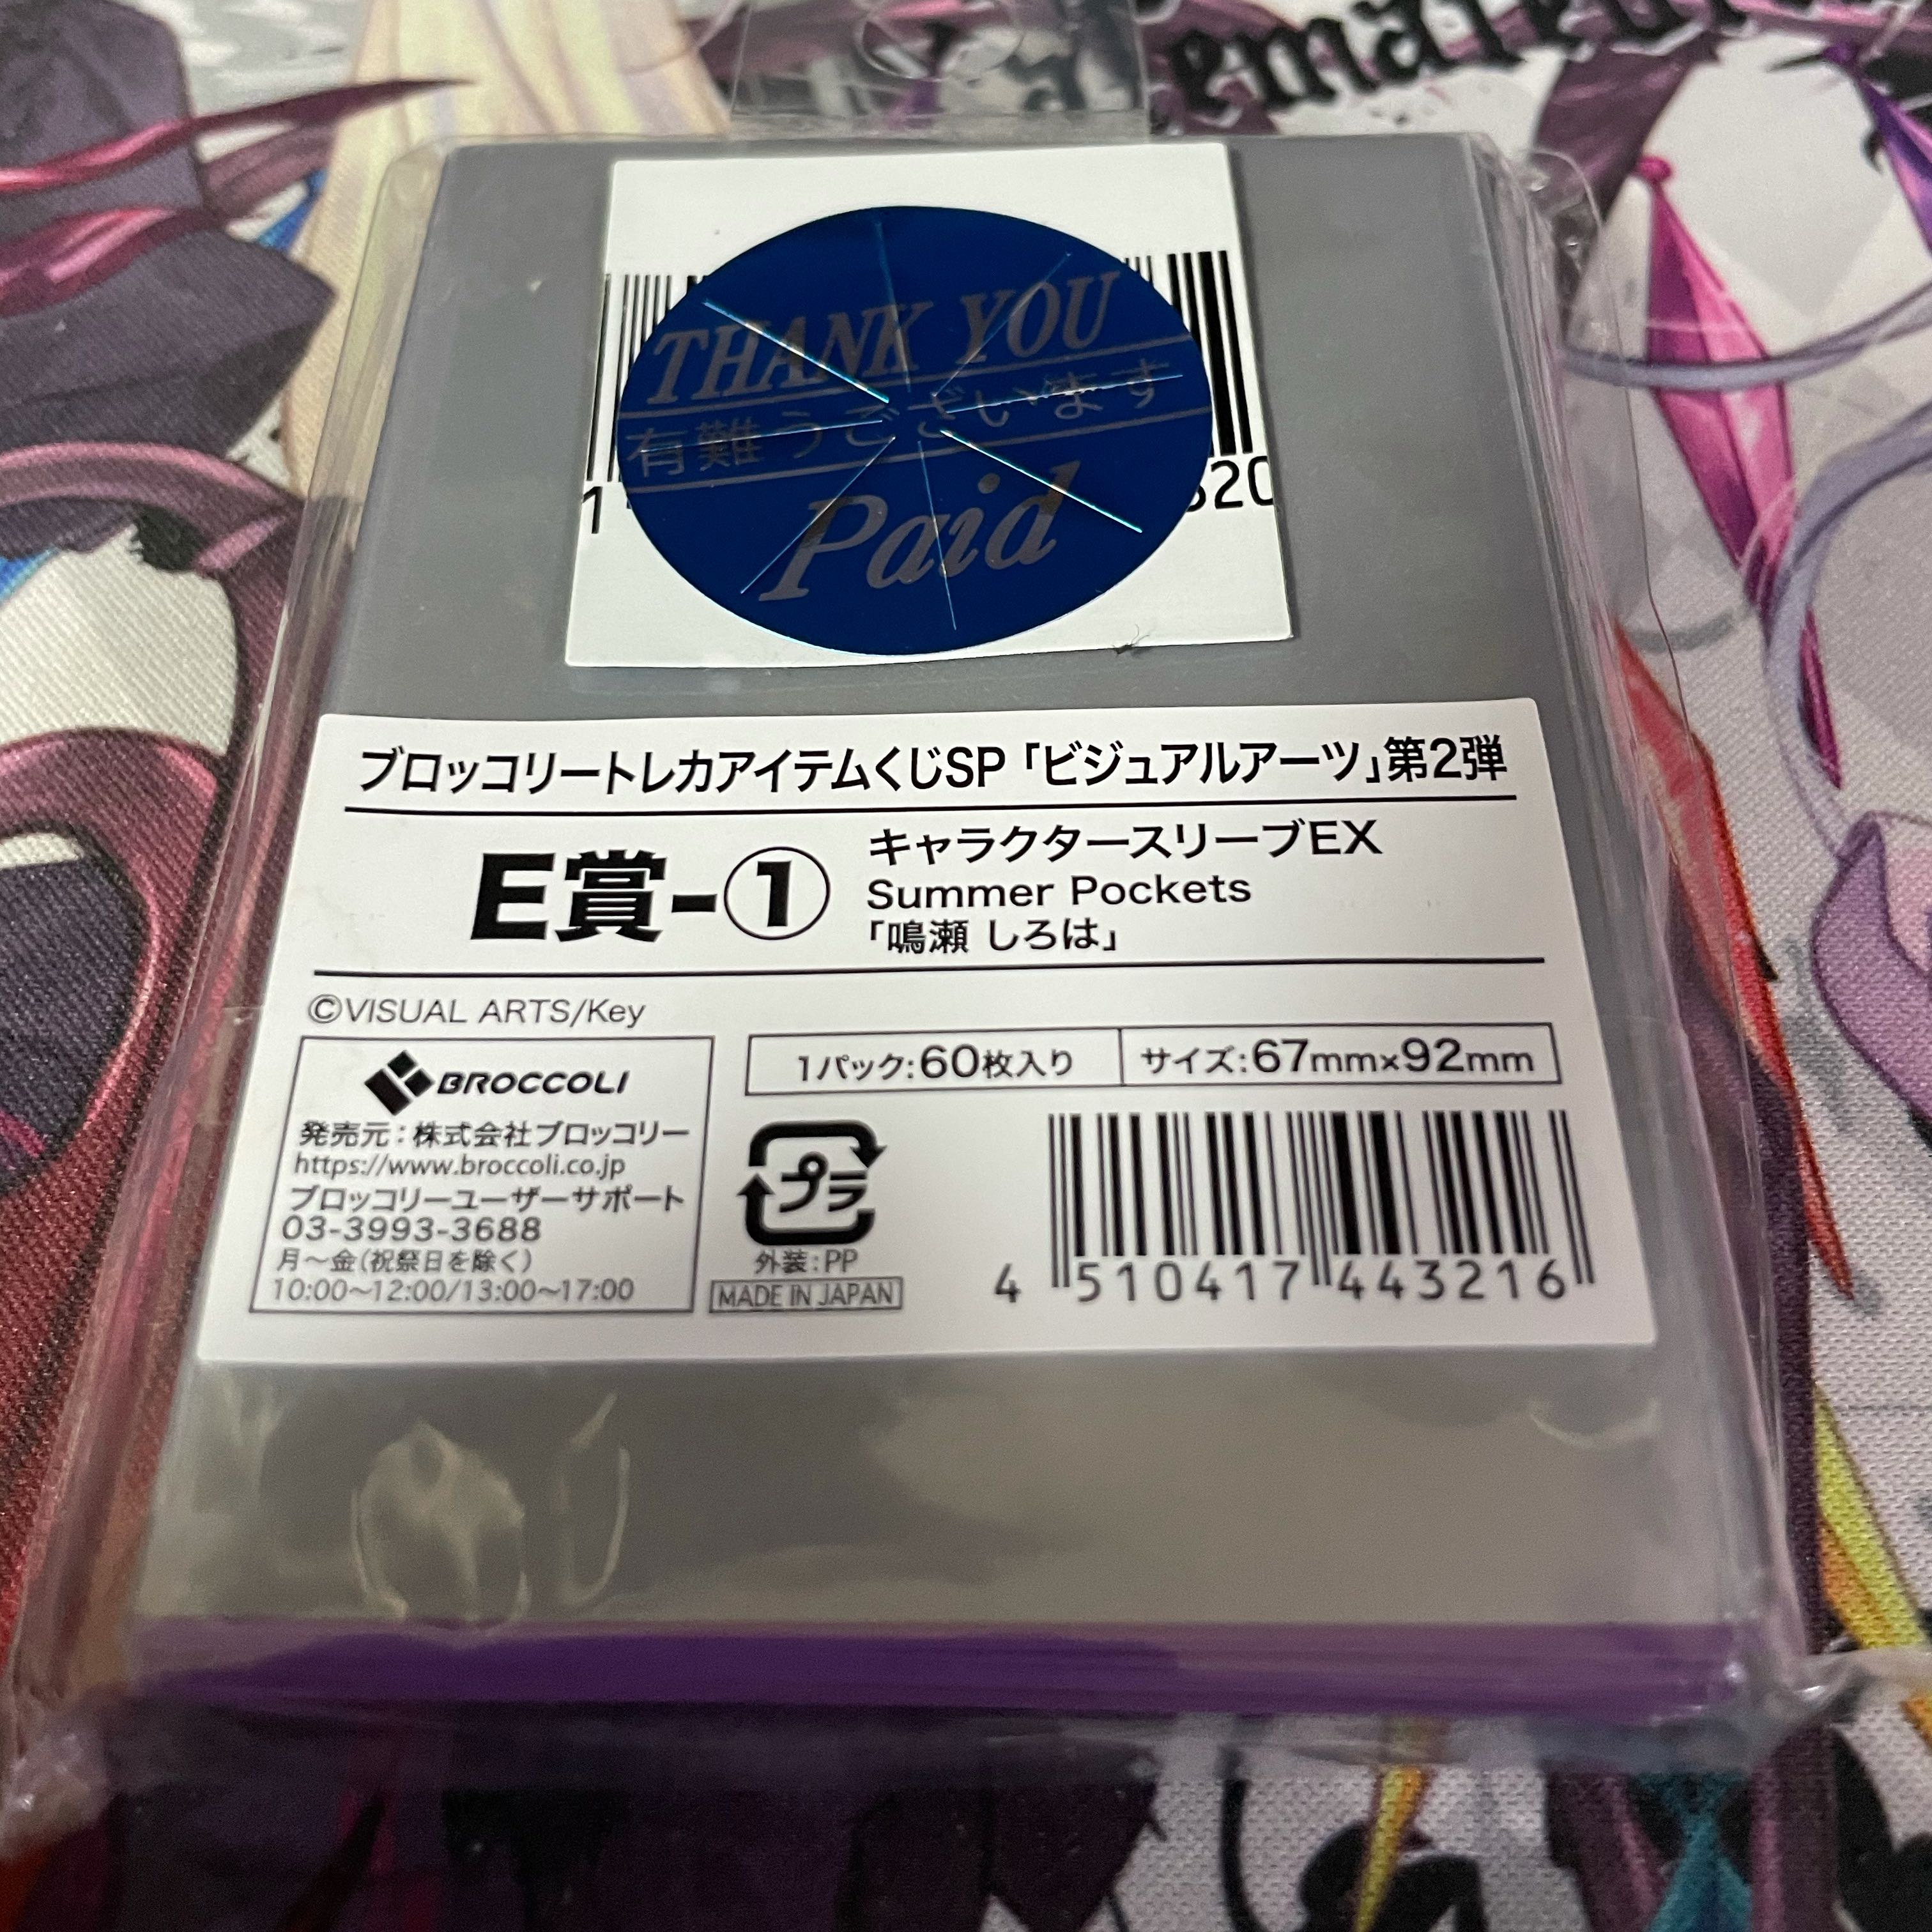 THANK YOU
有難うございます
Paid
ブロッコリートレカアイテムくじSP「ビジュアルアーツ」第2弾
E賞-①
キャラクタースリーブEX
Summer Pockets
「鳴瀬 しろは」
©VISUAL ARTS/Key
BROCCOLI
発売元:株式会社ブロッコリー
https://www.broccoli.co.jp
ブロッコリーユーザーサポート
03-3993-3688
月〜金(祝祭日を除く)
10:00〜12:00/13:00〜17:00
1パック:60枚入り
サイズ:67mm×92mm
プラ
外装:PP
MADE IN JAPAN
4 510417 443216